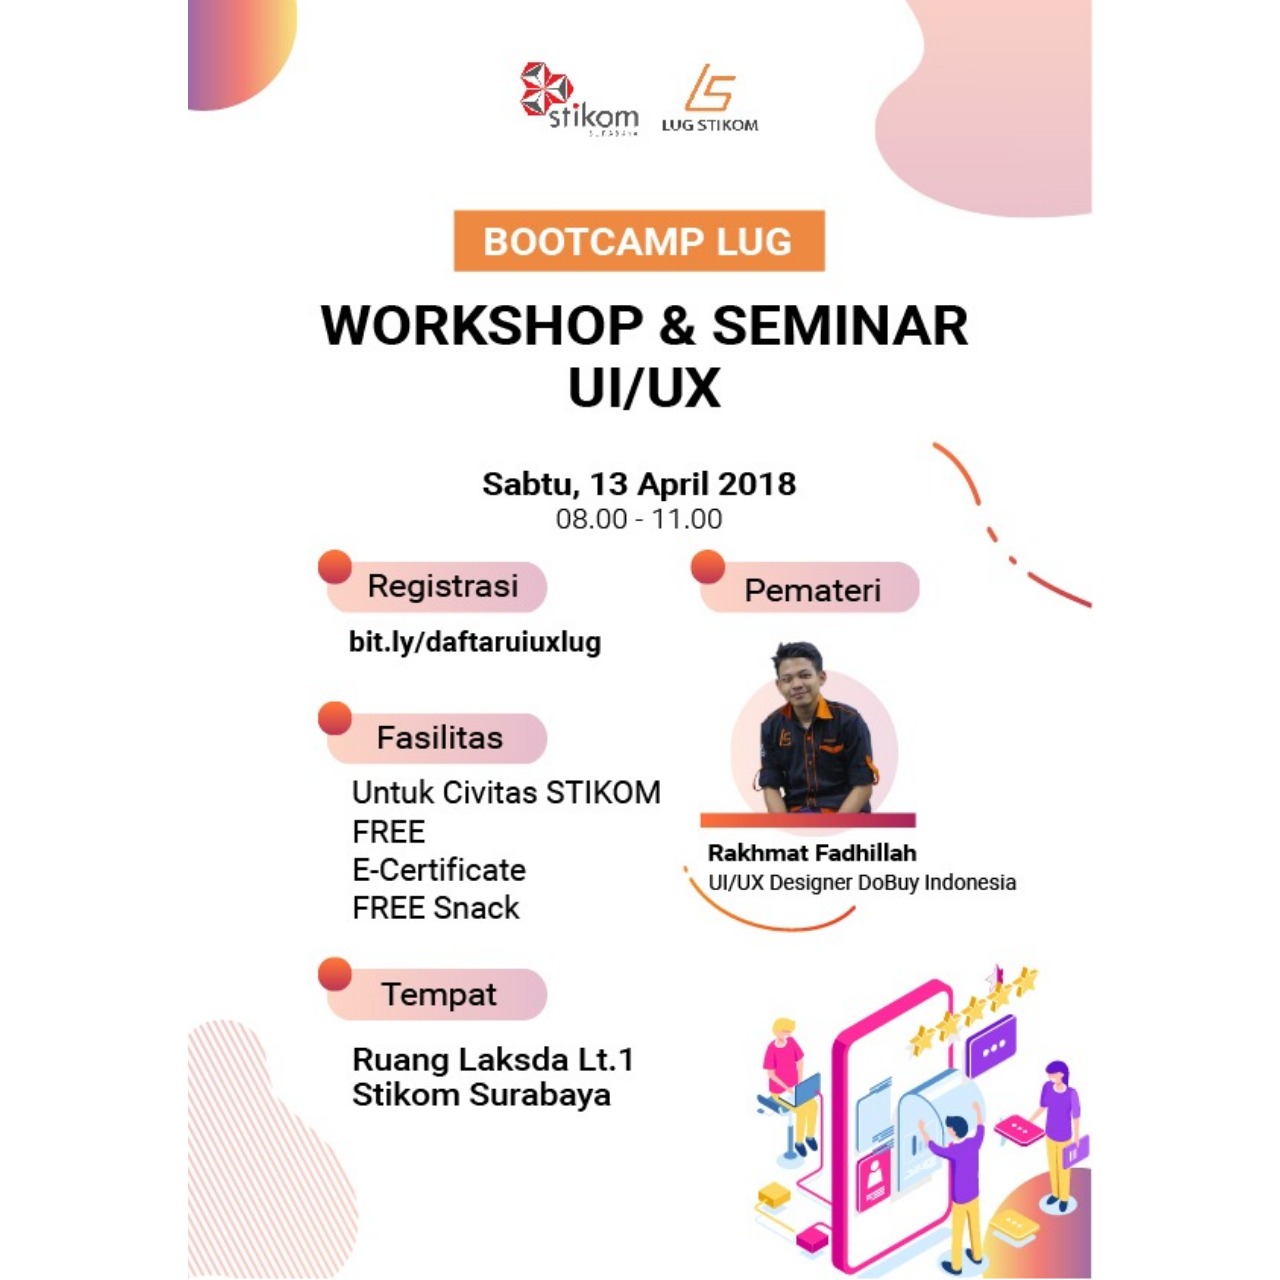 stikom
SURABAYA
LUG STIKOM
BOOTCAMP LUG
WORKSHOP & SEMINAR
UI/UX
Sabtu, 13 April 2018
08.00 - 11.00
Registrasi
bit.ly/daftaruiuxlug
Fasilitas
Untuk Civitas STIKOM
FREE
E-Certificate
FREE Snack
Tempat
Ruang Laksda Lt.1
Stikom Surabaya
Pemateri
Rakhmat Fadhillah
UI/UX Designer DoBuy Indonesia